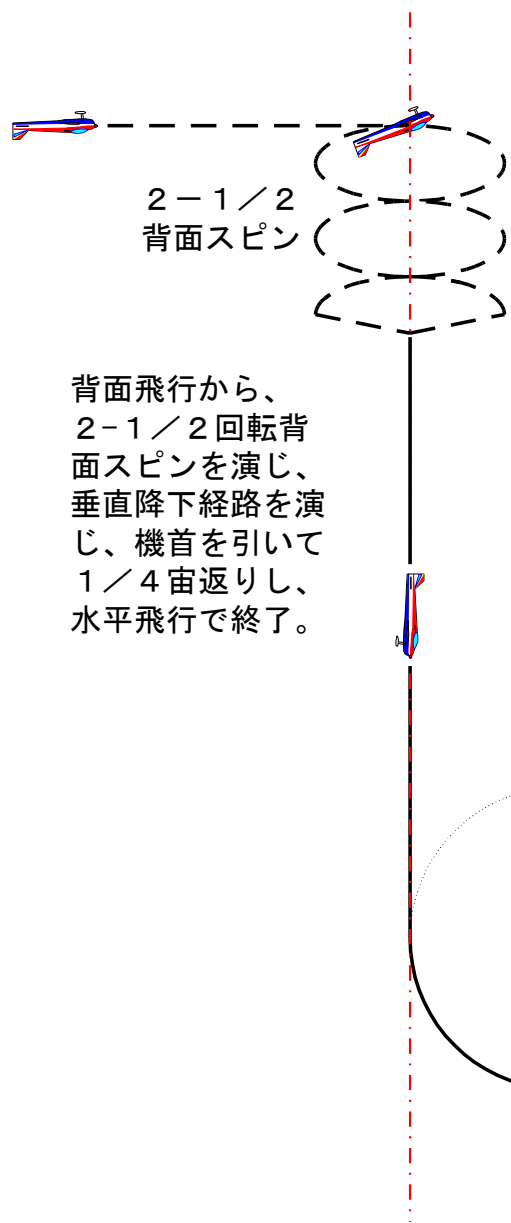 ２－１／２
背面スピン
背面飛行から、
２-１／２回転背
面スピンを演じ、
垂直降下経路を演
じ、機首を引いて
１／４宙返りし、
水平飛行で終了。